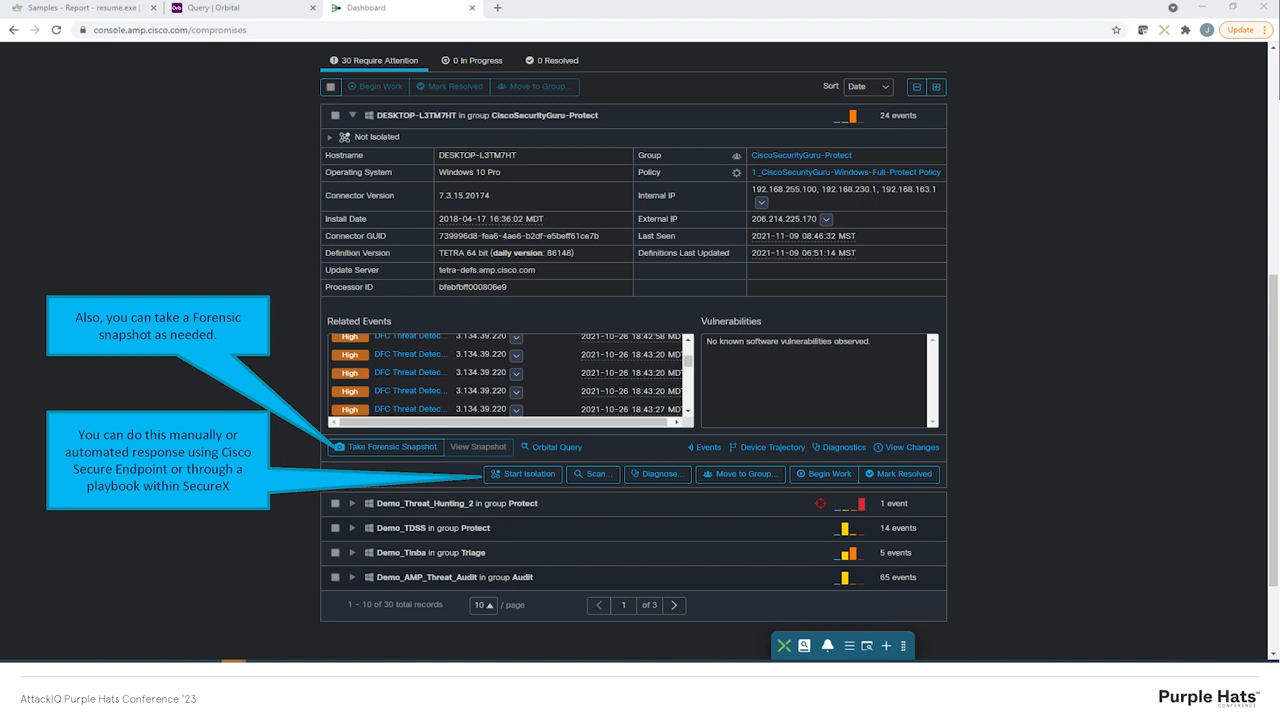 Samples - Report - resume.exe |
Query | Orbital
Dashboard
console.amp.cisco.com/compromises
J
Update
30 Require Attention
0 In Progress
0 Resolved
Begin Work
Mark Resolved
Move to Group...
Sort
Date
DESKTOP-L3TM7HT in group CiscoSecurityGuru-Protect
24 events
Not Isolated
Hostname
DESKTOP-L3TM7HT
Group
CiscoSecurityGuru-Protect
Operating System
Windows 10 Pro
Policy
1_CiscoSecurityGuru-Windows-Full-Protect Policy
Connector Version
7.3.15.20174
Internal IP
192.168.255.100, 192.168.230.1, 192.168.163.1
Install Date
2018-04-17 16:36:02 MDT
External IP
206.214.225.170
Connector GUID
739996d8-fea6-4ae6-b2df-e5beff61ce7b
Last Seen
2021-11-09 08:46:32 MST
Definition Version
TETRA 64 bit (daily version: 86148)
Definitions Last Updated
2021-11-09 06:51:14 MST
Update Server
tetra-defs.amp.cisco.com
Processor ID
bfebfbff000806e9
Also, you can take a Forensic
snapshot as needed.
Related Events
Vulnerabilities
High DFC Threat Detec... 3.134.39.220 2021-10-26 18:42:58 MD
High DFC Threat Detec... 3.134.39.220 2021-10-26 18:43:20 MD
High DFC Threat Detec... 3.134.39.220 2021-10-26 18:43:20 MD
High DFC Threat Detec... 3.134.39.220 2021-10-26 18:43:20 MD
High DFC Threat Detec... 3.134.39.220 2021-10-26 18:43:27 MD
No known software vulnerabilities observed.
You can do this manually or
automated response using Cisco
Secure Endpoint or through a
playbook within SecureX
Take Forensic Snapshot
View Snapshot
Orbital Query
Events
Device Trajectory
Diagnostics
View Changes
Start Isolation
Scan...
Diagnose...
Move to Group...
Begin Work
Mark Resolved
Demo_Threat_Hunting_2 in group Protect
1 event
Demo_TDSS in group Protect
14 events
Demo_Tinba in group Triage
5 events
Demo_AMP_Threat_Audit in group Audit
65 events
1 – 10 of 30 total records
10
/ page
1
of 3
AttackIQ Purple Hats Conference '23
Purple Hats™
CONFERENCE